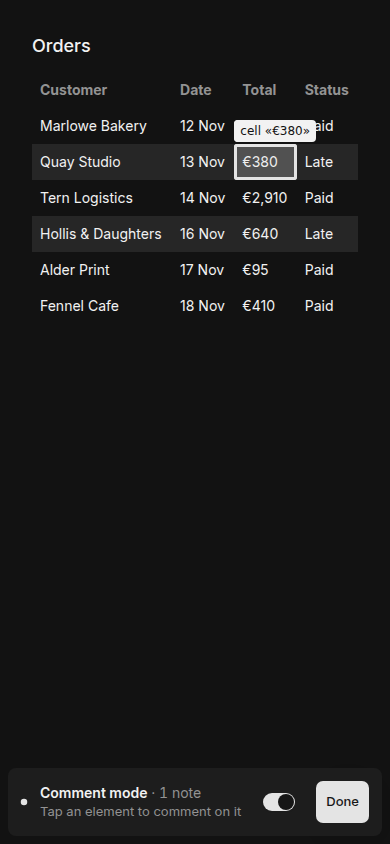 Orders
Customer Date Total Status
Marlowe Bakery 12 Nov aid
cell «€380»
Quay Studio 13 Nov €380 Late
Tern Logistics 14 Nov €2,910 Paid
Hollis & Daughters 16 Nov €640 Late
Alder Print 17 Nov €95 Paid
Fennel Cafe 18 Nov €410 Paid
Comment mode · 1 note
Tap an element to comment on it
Done